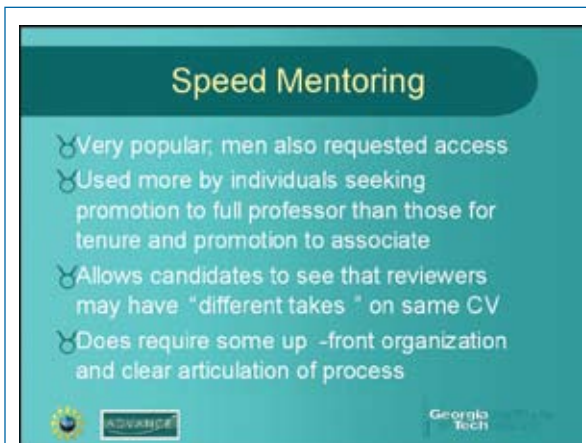 Speed Mentoring
Very popular; men also requested access
Used more by individuals seeking
promotion to full professor than those for
tenure and promotion to associate
Allows candidates to see that reviewers
may have “different takes ” on same CV
Does require some up -front organization
and clear articulation of process
ADVANCE
Georgia
Tech